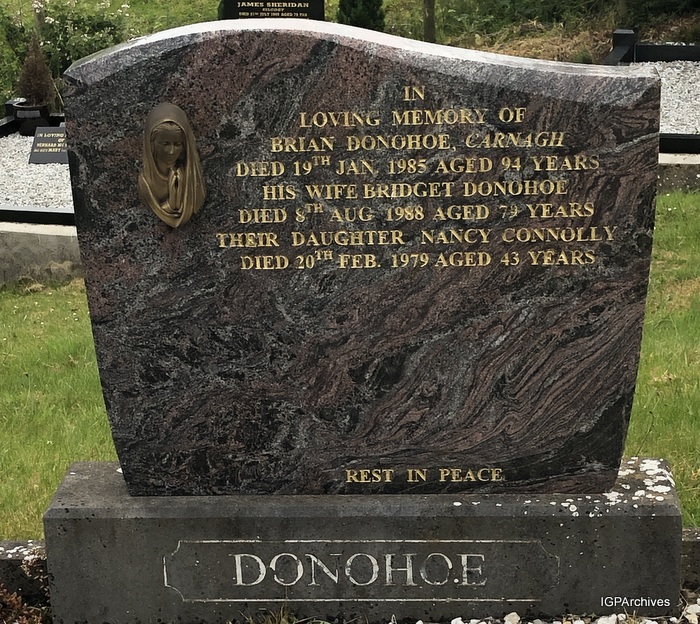 JAMES SHERIDAN
IN
LOVING MEMORY OF
BRIAN DONOHOE, CARNAGH
DIED 19TH JAN. 1985 AGED 94 YEARS
HIS WIFE BRIDGET DONOHOE
DIED 8TH AUG 1988 AGED 79 YEARS
THEIR DAUGHTER NANCY CONNOLLY
DIED 20TH FEB. 1979 AGED 43 YEARS
REST IN PEACE
DONOHOE
IGPArchives